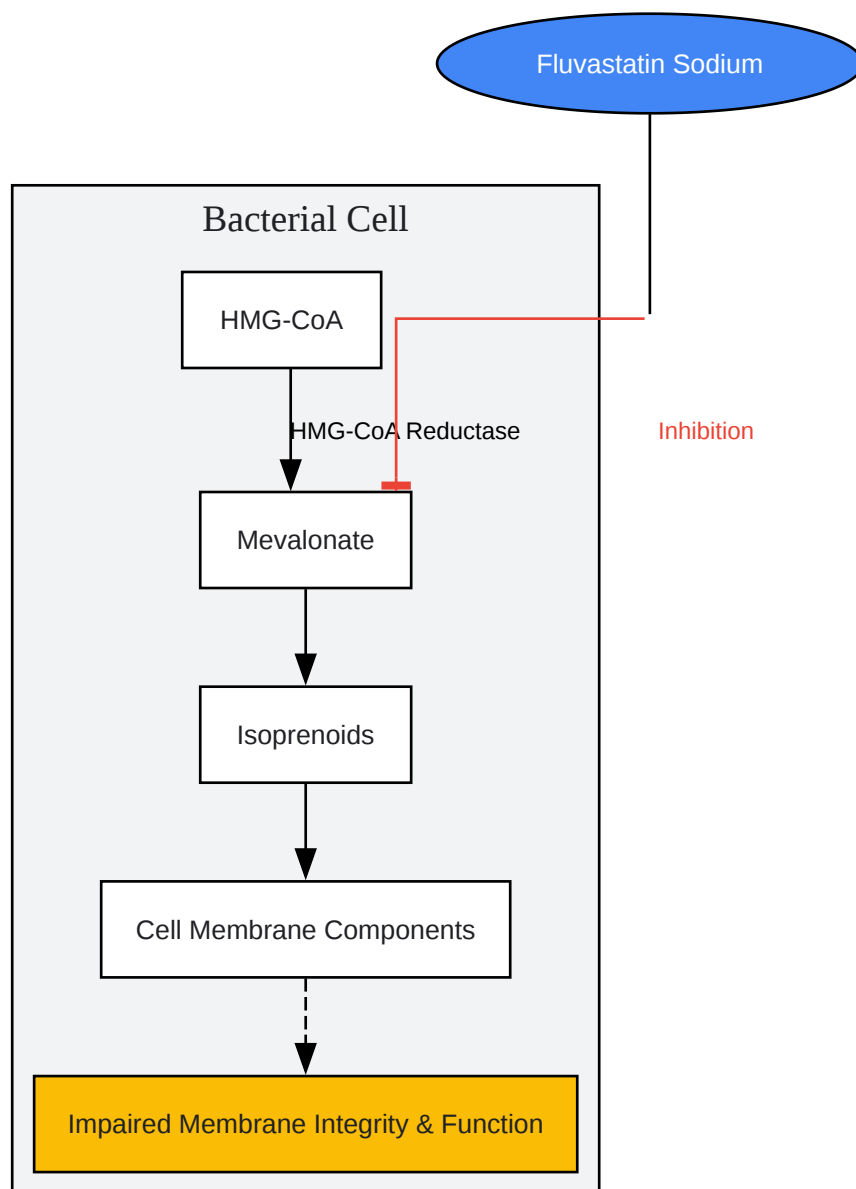 Fluvastatin Sodium
Bacterial Cell
HMG-CoA
HMG-CoA Reductase
Inhibition
Mevalonate
Isoprenoids
Cell Membrane Components
Impaired Membrane Integrity & Function